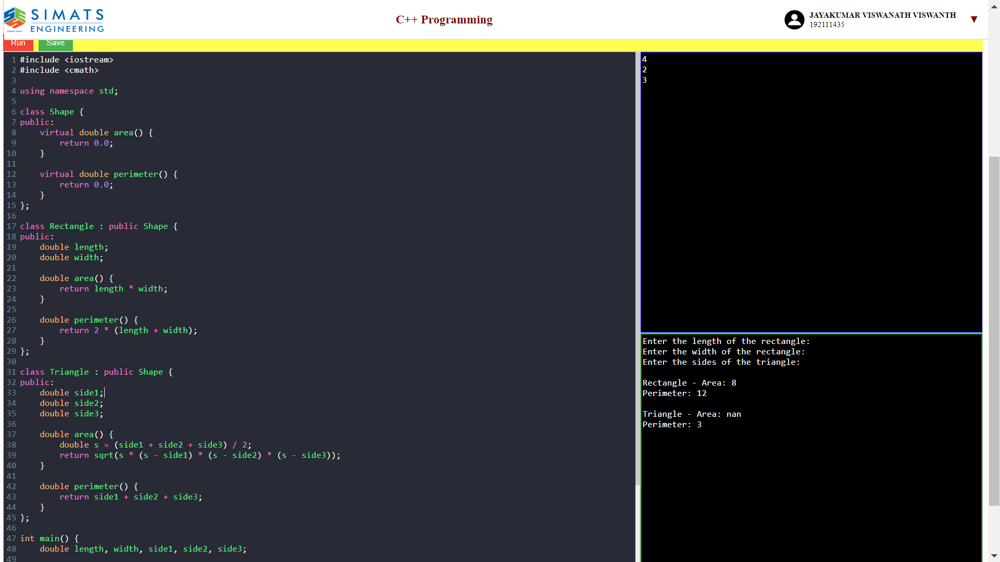 SIMATS
ENGINEERING
Engineer to Excel
C++ Programming
JAYAKUMAR VISWANATH VISWANTH
192111435
▼
Run
Save
1 #include <iostream>
2 #include <cmath>
3
4 using namespace std;
5
6 class Shape {
7 public:
8     virtual double area() {
9         return 0.0;
10     }
11
12     virtual double perimeter() {
13         return 0.0;
14     }
15 };
16
17 class Rectangle : public Shape {
18 public:
19     double length;
20     double width;
21
22     double area() {
23         return length * width;
24     }
25
26     double perimeter() {
27         return 2 * (length + width);
28     }
29 };
30
31 class Triangle : public Shape {
32 public:
33     double side1;
34     double side2;
35     double side3;
36
37     double area() {
38         double s = (side1 + side2 + side3) / 2;
39         return sqrt(s * (s - side1) * (s - side2) * (s - side3));
40     }
41
42     double perimeter() {
43         return side1 + side2 + side3;
44     }
45 };
46
47 int main() {
48     double length, width, side1, side2, side3;
49
4
2
3
Enter the length of the rectangle:
Enter the width of the rectangle:
Enter the sides of the triangle:
Rectangle - Area: 8
Perimeter: 12
Triangle - Area: nan
Perimeter: 3